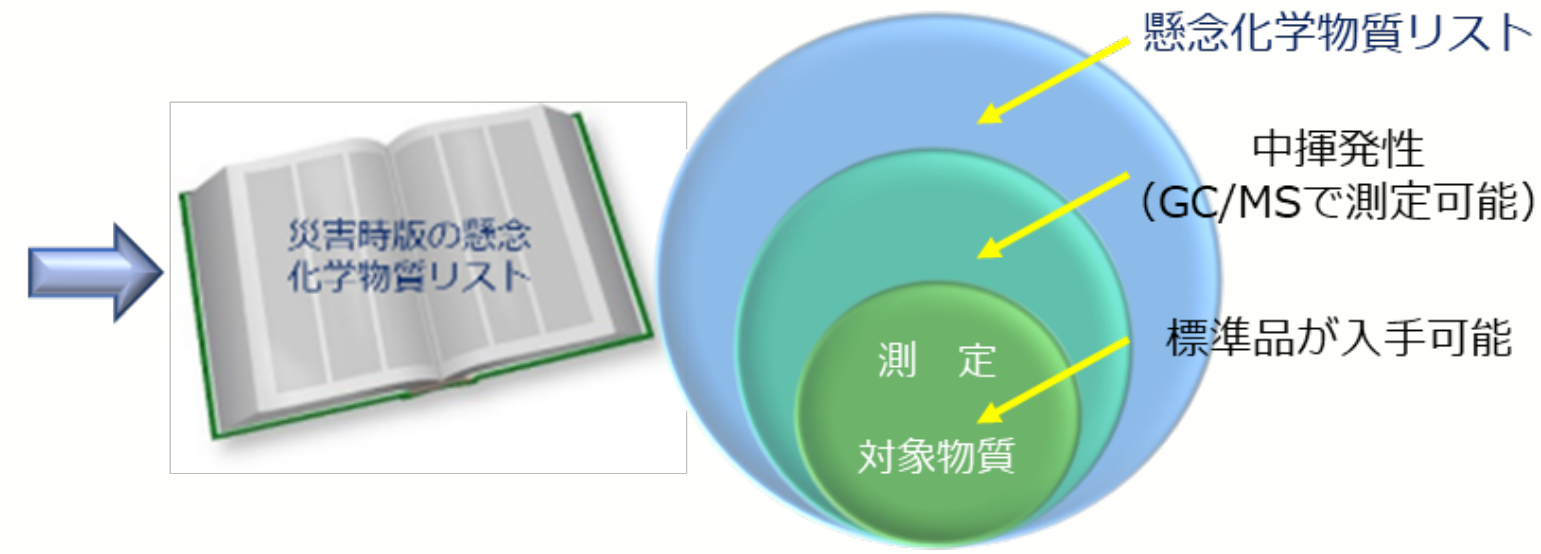 災害時版の懸念
化学物質リスト
懸念化学物質リスト
中揮発性
（GC/MSで測定可能）
標準品が入手可能
測　定
対象物質